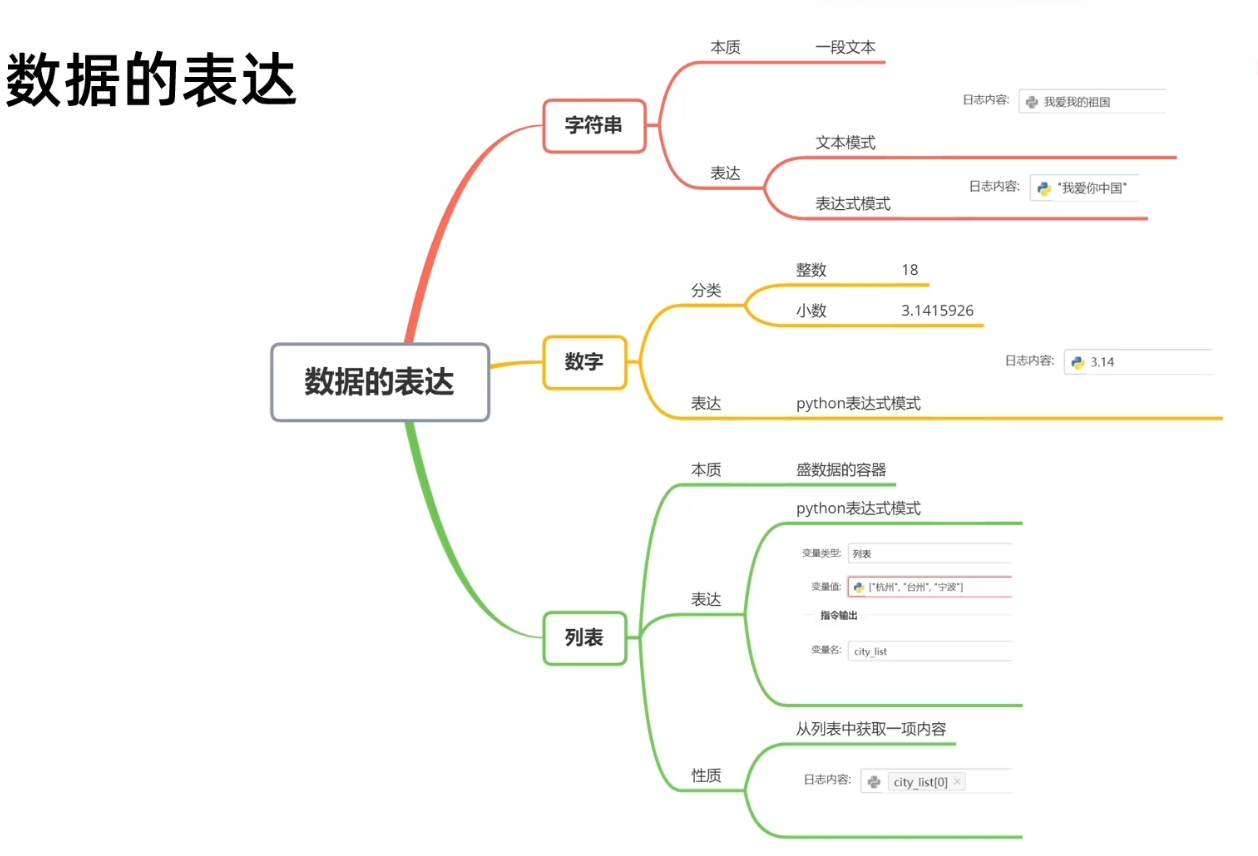 数据的表达
数据的表达
字符串
本质 一段文本
表达
日志内容: 我爱我的祖国
文本模式
日志内容: "我爱你中国"
表达式模式
数字
分类
整数 18
小数 3.1415926
日志内容: 3.14
表达 python表达式模式
列表
本质 盛数据的容器
表达
python表达式模式
变量类型: 列表
变量值: ["杭州", "台州", "宁波"]
指令输出
变量名: city_list
性质
从列表中获取一项内容
日志内容: city_list[0] ×